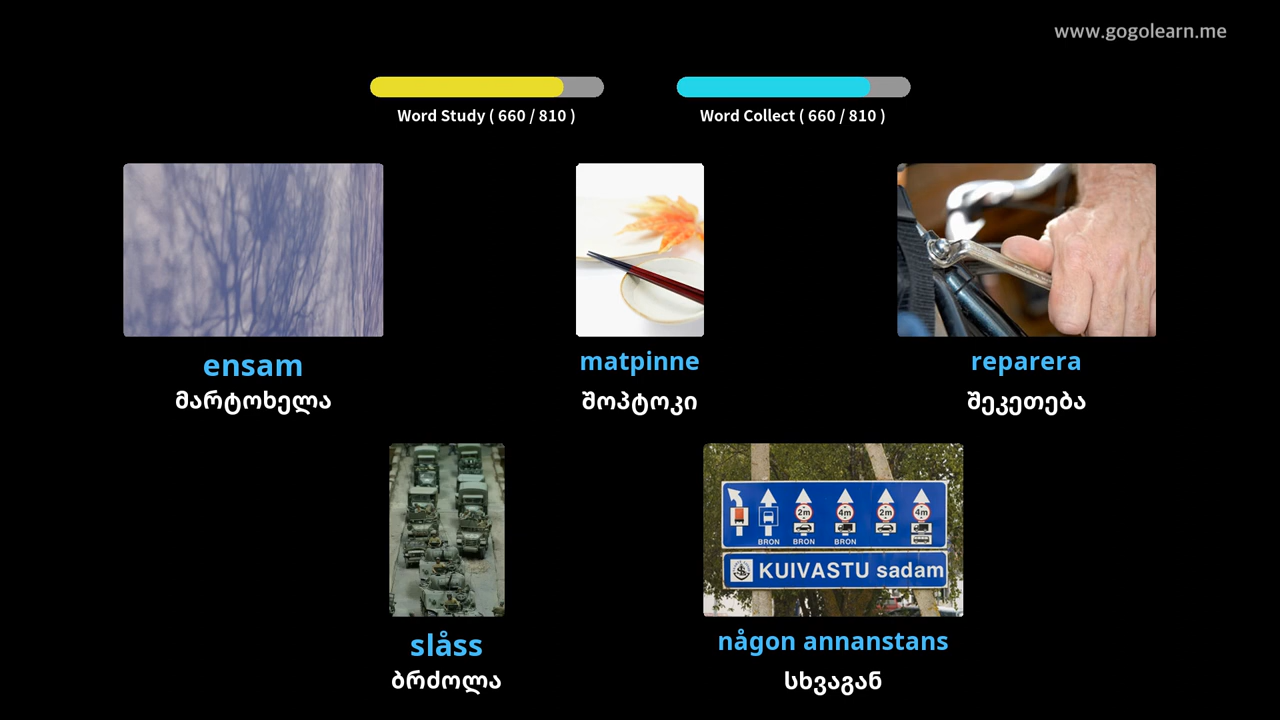 www.gogolearn.me
Word Study ( 660 / 810 )
Word Collect ( 660 / 810 )
ensam
მარტოხელა
matpinne
შოპტოკი
reparera
შეკეთება
slåss
ბრძოლა
2m
4m
2m
4m
BRON
BRON
BRON
KUIVASTU sadam
någon annanstans
სხვაგან